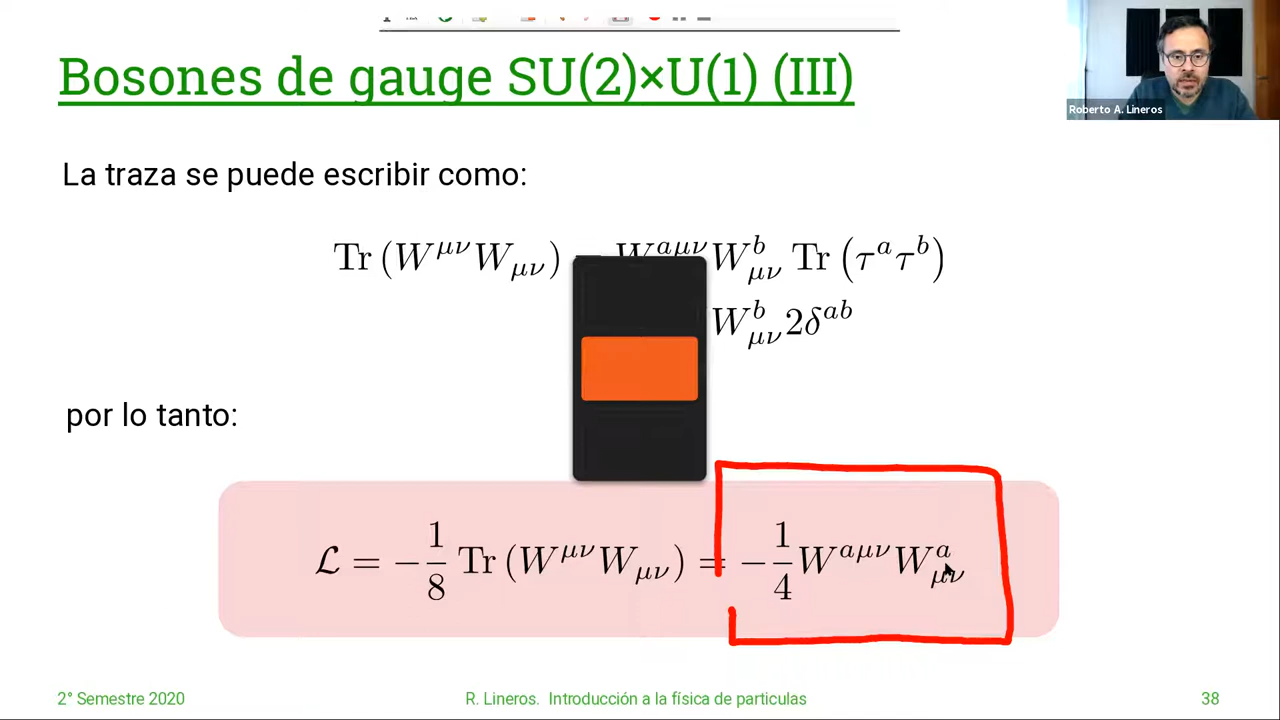 Bosones de gauge SU(2)×U(1) (III)
Roberto A. Lineros
La traza se puede escribir como:
Tr (W^{μν} W_{μν}) = W^{aμν} W^b_{μν} Tr (τ^a τ^b)
W^b_{μν} 2δ^{ab}
por lo tanto:
ℒ = −1/8 Tr (W^{μν} W_{μν}) = −1/4 W^{aμν} W^a_{μν}
2° Semestre 2020
R. Lineros. Introducción a la física de particulas
38